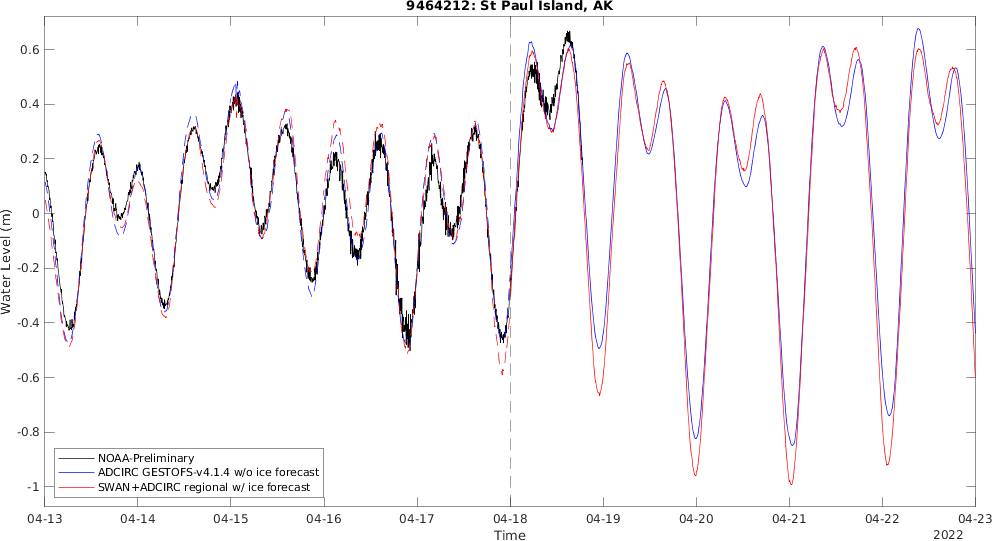 9464212: St Paul Island, AK
Water Level (m)
0.6
0.4
0.2
0
-0.2
-0.4
-0.6
-0.8
-1
NOAA-Preliminary
ADCIRC GESTOFS-v4.1.4 w/o ice forecast
SWAN+ADCIRC regional w/ ice forecast
04-13 04-14 04-15 04-16 04-17 04-18 04-19 04-20 04-21 04-22 04-23
Time
2022